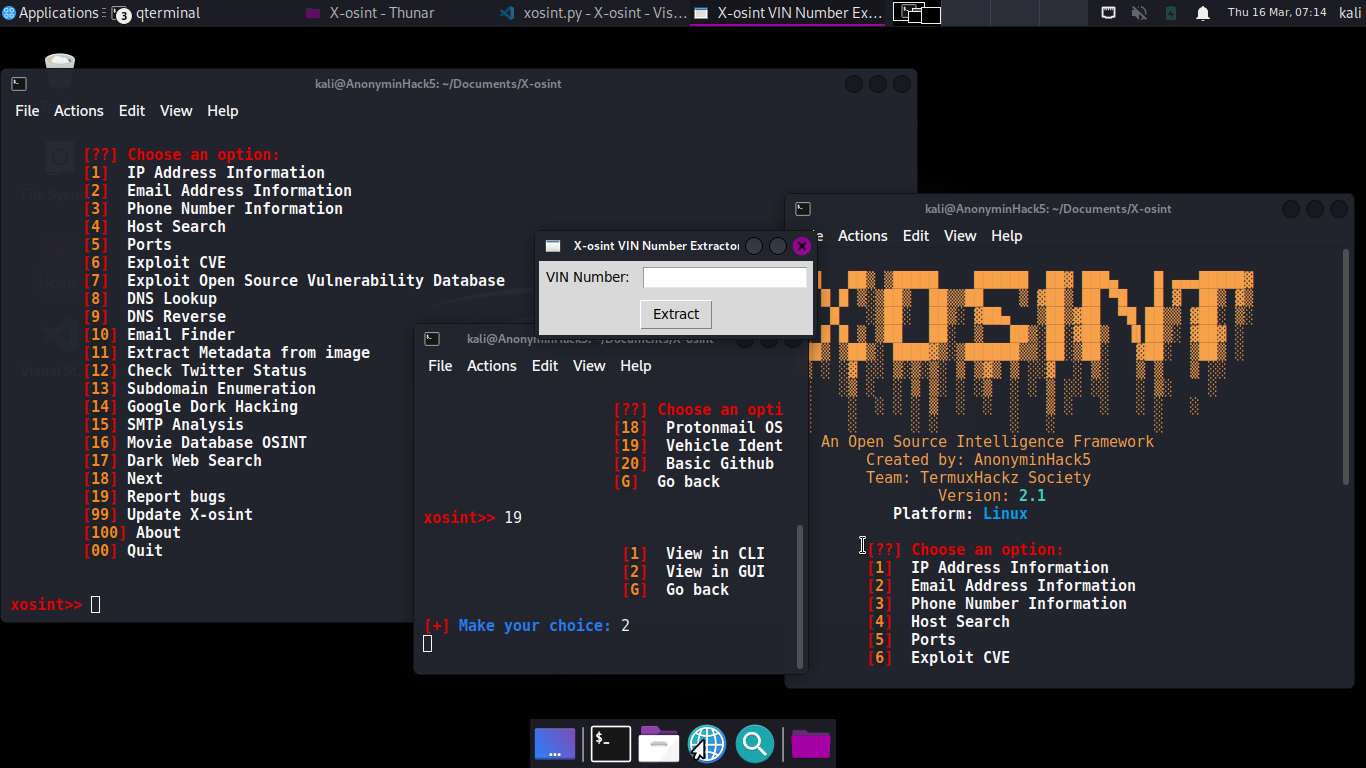 Applications
3
qterminal
X-osint - Thunar
xosint.py - X-osint - Vis...
X-osint VIN Number Ex...
Thu 16 Mar, 07:14
kali
kali@AnonyminHack5: ~/Documents/X-osint
File Actions Edit View Help
[??] Choose an option:
[1] IP Address Information
[2] Email Address Information
[3] Phone Number Information
[4] Host Search
[5] Ports
[6] Exploit CVE
[7] Exploit Open Source Vulnerability Database
[8] DNS Lookup
[9] DNS Reverse
[10] Email Finder
[11] Extract Metadata from image
[12] Check Twitter Status
[13] Subdomain Enumeration
[14] Google Dork Hacking
[15] SMTP Analysis
[16] Movie Database OSINT
[17] Dark Web Search
[18] Next
[19] Report bugs
[99] Update X-osint
[100] About
[00] Quit
xosint>>
X-osint VIN Number Extractor
VIN Number:
Extract
File Actions Edit View Help
[??] Choose an opti
[18] Protonmail OS
[19] Vehicle Ident
[20] Basic Github
[G] Go back
xosint>> 19
[1] View in CLI
[2] View in GUI
[G] Go back
[+] Make your choice: 2
kali@AnonyminHack5: ~/Documents/X-osint
Actions Edit View Help
An Open Source Intelligence Framework
Created by: AnonyminHack5
Team: TermuxHackz Society
Version: 2.1
Platform: Linux
[??] Choose an option:
[1] IP Address Information
[2] Email Address Information
[3] Phone Number Information
[4] Host Search
[5] Ports
[6] Exploit CVE
$_